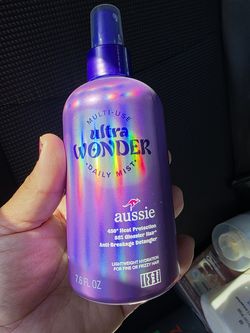 MULTI-USE
ultra
WONDER
DAILY MIST
aussie
450° Heat Protection
88% Glossier Hair*
Anti-Breakage Detangler
LIGHTWEIGHT HYDRATION
FOR FINE OR FRIZZY HAIR
7.6 FL OZ